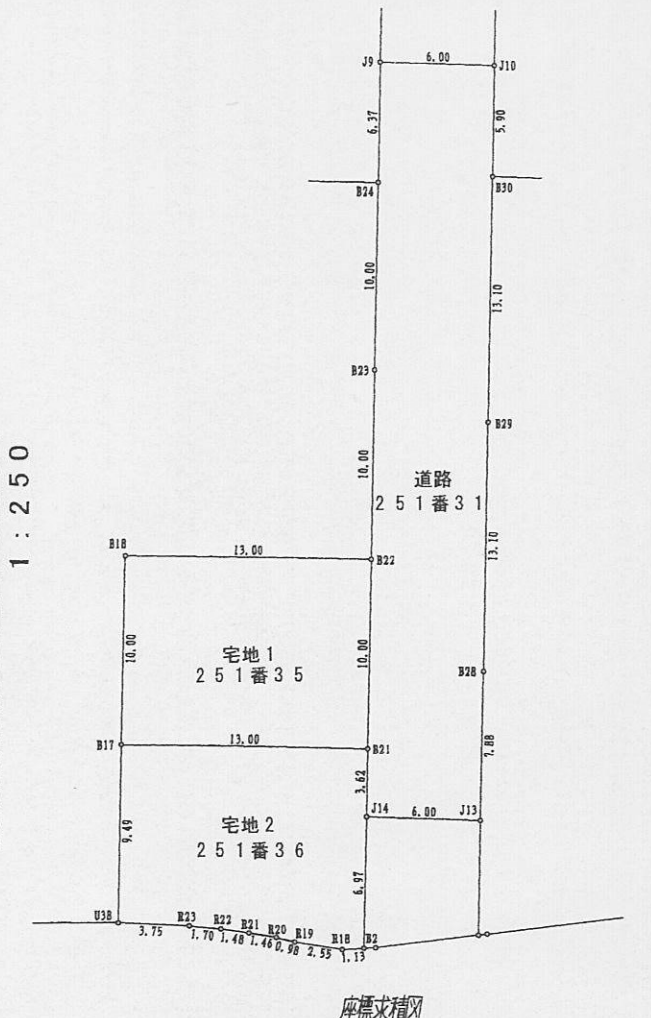 J9
6.00
J10
6.37
5.90
B24
B30
10.00
13.10
B23
B29
10.00
道路
251番31
1:250
B18
13.00
B22
13.10
10.00
宅地1
251番35
10.00
B28
B17
13.00
B21
7.88
3.62
J14
6.00
J13
宅地2
251番36
9.49
6.97
U38
R23
R22
R21
R20
R19
R18
B2
3.75
1.70
1.48
1.46
0.98
2.55
1.13
座標求積図